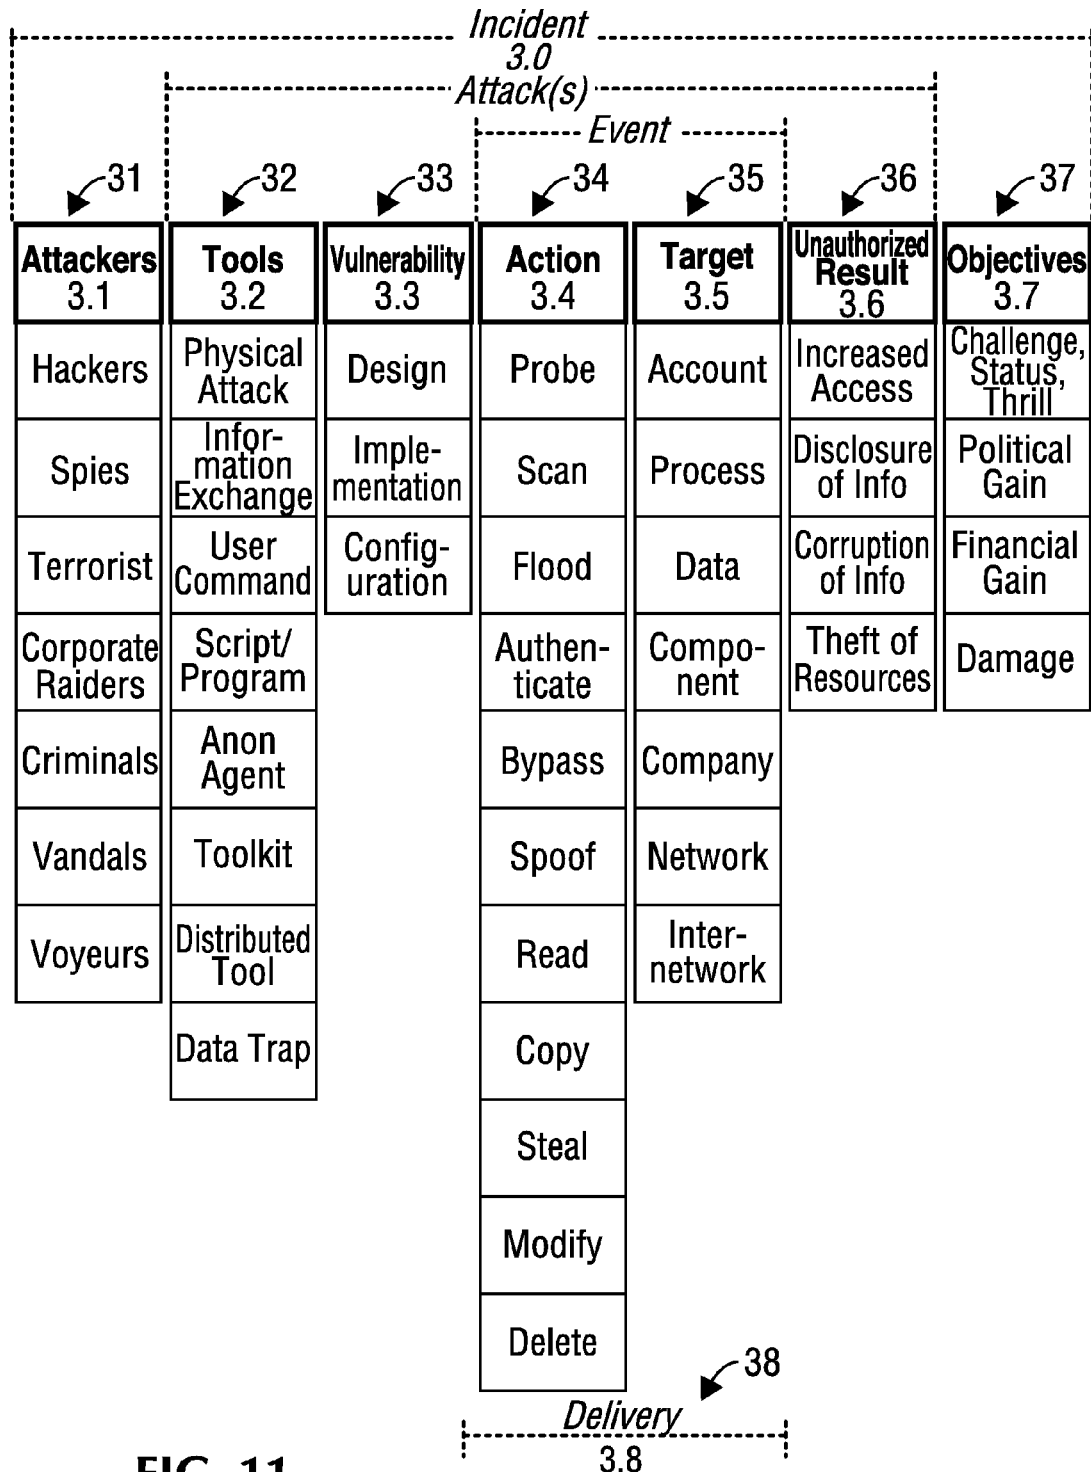 Incident
3.0
Attack(s)
Event
31
32
33
34
35
36
37
Attackers
3.1
Hackers
Spies
Terrorist
Corporate
Raiders
Criminals
Vandals
Voyeurs
Tools
3.2
Physical
Attack
Infor-
mation
Exchange
User
Command
Script/
Program
Anon
Agent
Toolkit
Distributed
Tool
Data Trap
Vulnerability
3.3
Design
Imple-
mentation
Config-
uration
Action
3.4
Probe
Scan
Flood
Authen-
ticate
Bypass
Spoof
Read
Copy
Steal
Modify
Delete
Target
3.5
Account
Process
Data
Compo-
nent
Company
Network
Inter-
network
Unauthorized
Result
3.6
Increased
Access
Disclosure
of Info
Corruption
of Info
Theft of
Resources
Objectives
3.7
Challenge,
Status,
Thrill
Political
Gain
Financial
Gain
Damage
38
Delivery
3.8
FIG. 11